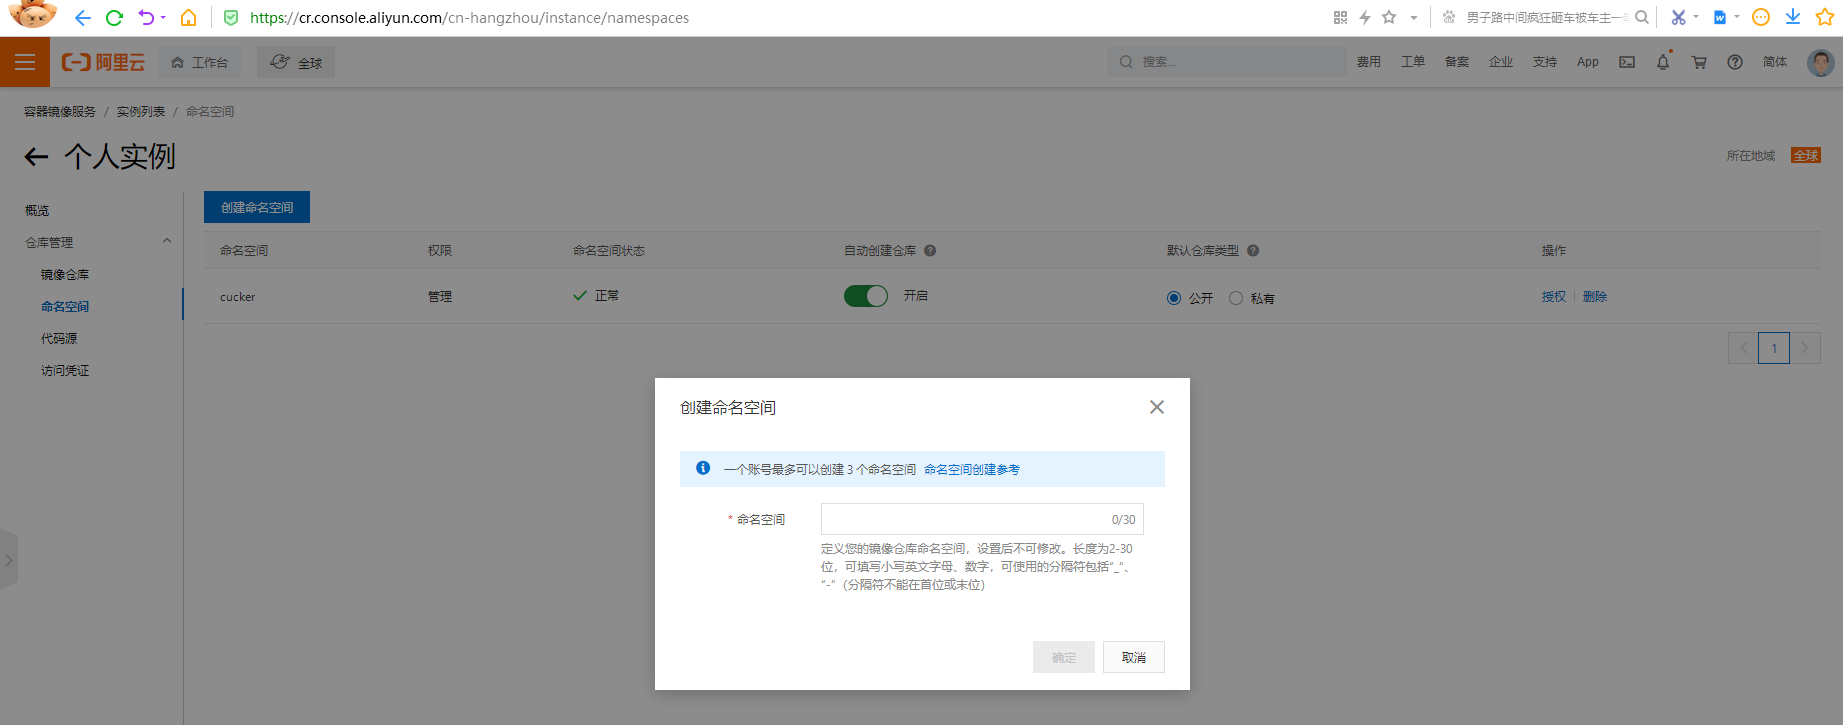 https://cr.console.aliyun.com/cn-hangzhou/instance/namespaces
男子路中间疯狂砸车被车主一
阿里云
工作台
全球
搜索...
费用 工单 备案 企业 支持 App 简体
容器镜像服务 / 实例列表 / 命名空间
个人实例
所在地域 全球
概览
仓库管理
镜像仓库
命名空间
代码源
访问凭证
创建命名空间
命名空间 权限 命名空间状态 自动创建仓库 默认仓库类型 操作
cucker 管理 正常 开启 公开 私有 授权 删除
1
创建命名空间
一个账号最多可以创建 3 个命名空间 命名空间创建参考
* 命名空间 0/30
定义您的镜像仓库命名空间，设置后不可修改。长度为2-30
位，可填写小写英文字母、数字，可使用的分隔符包括“_”、
“-”（分隔符不能在首位或末位）
确定 取消